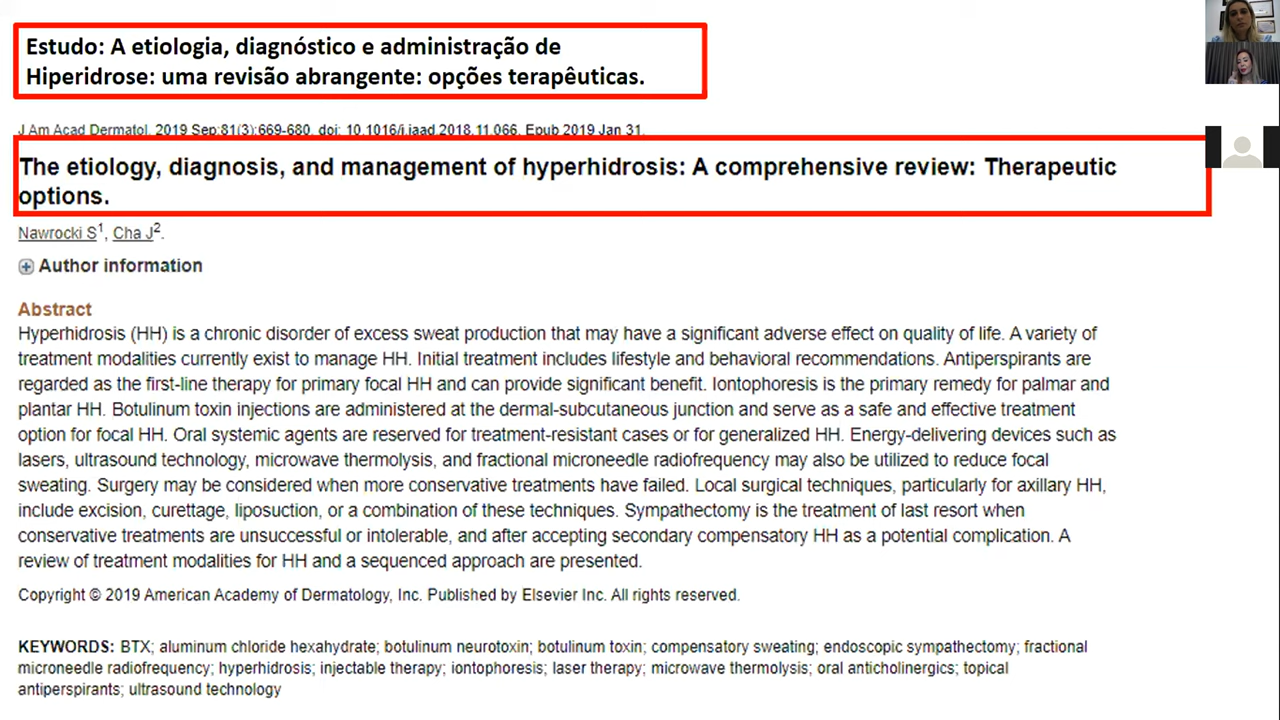 Estudo: A etiologia, diagnóstico e administração de
Hiperidrose: uma revisão abrangente: opções terapêuticas.
J Am Acad Dermatol. 2019 Sep;81(3):669-680. doi: 10.1016/j.jaad.2018.11.066. Epub 2019 Jan 31.
The etiology, diagnosis, and management of hyperhidrosis: A comprehensive review: Therapeutic
options.
Nawrocki S1, Cha J2.
Author information
Abstract
Hyperhidrosis (HH) is a chronic disorder of excess sweat production that may have a significant adverse effect on quality of life. A variety of
treatment modalities currently exist to manage HH. Initial treatment includes lifestyle and behavioral recommendations. Antiperspirants are
regarded as the first-line therapy for primary focal HH and can provide significant benefit. Iontophoresis is the primary remedy for palmar and
plantar HH. Botulinum toxin injections are administered at the dermal-subcutaneous junction and serve as a safe and effective treatment
option for focal HH. Oral systemic agents are reserved for treatment-resistant cases or for generalized HH. Energy-delivering devices such as
lasers, ultrasound technology, microwave thermolysis, and fractional microneedle radiofrequency may also be utilized to reduce focal
sweating. Surgery may be considered when more conservative treatments have failed. Local surgical techniques, particularly for axillary HH,
include excision, curettage, liposuction, or a combination of these techniques. Sympathectomy is the treatment of last resort when
conservative treatments are unsuccessful or intolerable, and after accepting secondary compensatory HH as a potential complication. A
review of treatment modalities for HH and a sequenced approach are presented.
Copyright © 2019 American Academy of Dermatology, Inc. Published by Elsevier Inc. All rights reserved.
KEYWORDS: BTX; aluminum chloride hexahydrate; botulinum neurotoxin; botulinum toxin; compensatory sweating; endoscopic sympathectomy; fractional
microneedle radiofrequency; hyperhidrosis; injectable therapy; iontophoresis; laser therapy; microwave thermolysis; oral anticholinergics; topical
antiperspirants; ultrasound technology